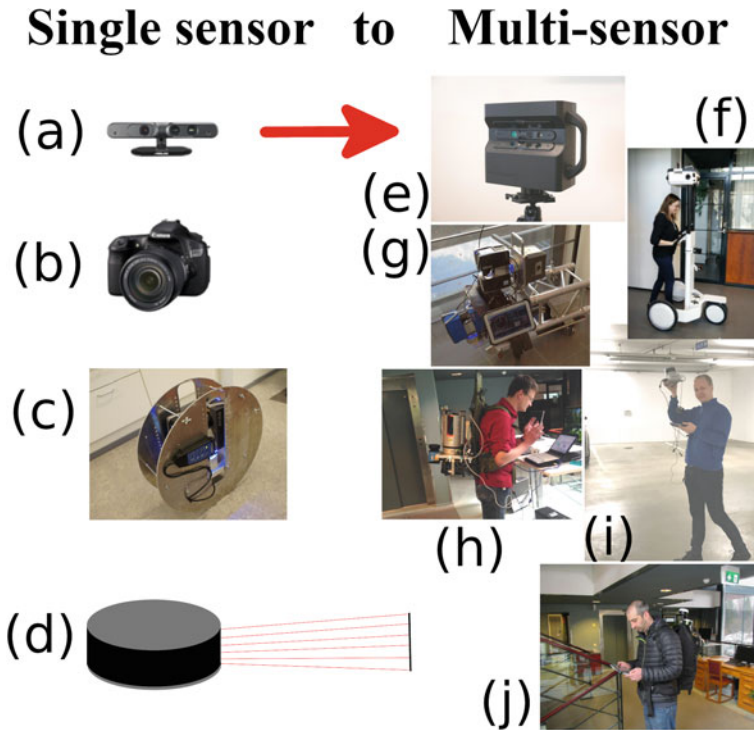 Single sensor to Multi-sensor
(a)
(b)
(c)
(d)
(e)
(f)
(g)
(h)
(i)
(j)